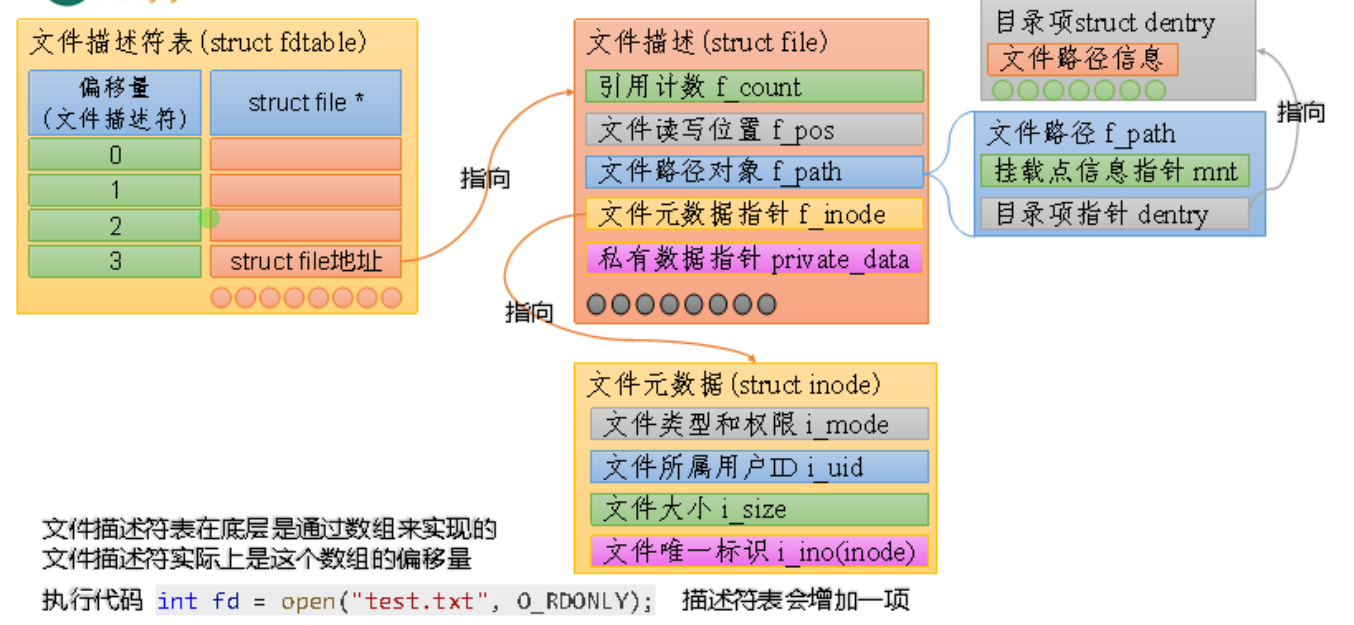 文件描述符表(struct fdtable)
偏移量
(文件描述符)
struct file *
0
1
2
3
struct file地址
指向
文件描述(struct file)
引用计数 f_count
文件读写位置 f_pos
文件路径对象 f_path
文件元数据指针 f_inode
私有数据指针 private_data
目录项struct dentry
文件路径信息
指向
文件路径 f_path
挂载点信息指针 mnt
目录项指针 dentry
指向
文件元数据(struct inode)
文件类型和权限 i_mode
文件所属用户ID i_uid
文件大小 i_size
文件唯一标识 i_ino(inode)
文件描述符表在底层是通过数组来实现的
文件描述符实际上是这个数组的偏移量
执行代码 int fd = open("test.txt", O_RDONLY); 描述符表会增加一项